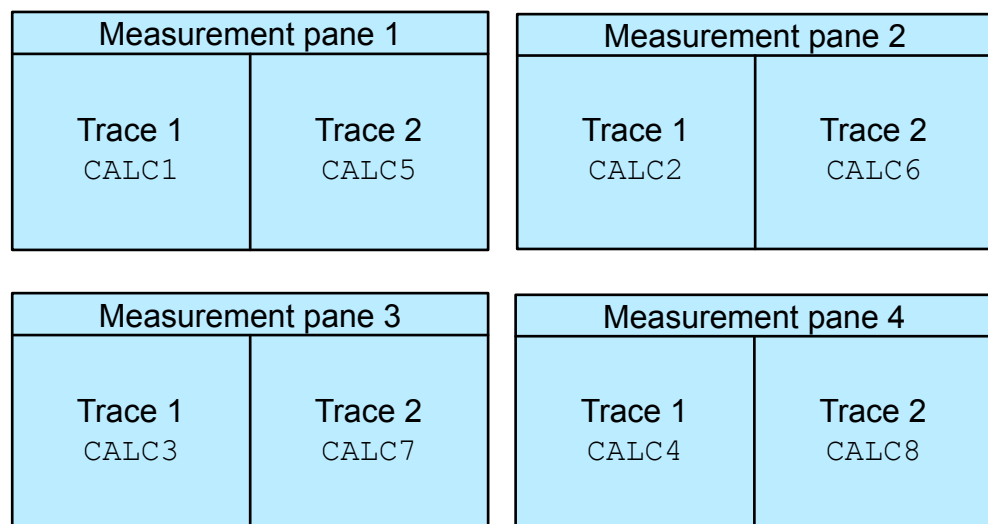 Measurement pane 1
Trace 1
CALC1
Trace 2
CALC5
Measurement pane 2
Trace 1
CALC2
Trace 2
CALC6
Measurement pane 3
Trace 1
CALC3
Trace 2
CALC7
Measurement pane 4
Trace 1
CALC4
Trace 2
CALC8